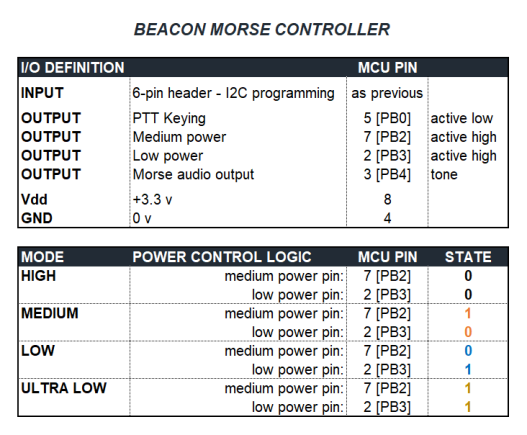 BEACON MORSE CONTROLLER
I/O DEFINITION MCU PIN
INPUT 6-pin header - I2C programming as previous
OUTPUT PTT Keying 5 [PB0] active low
OUTPUT Medium power 7 [PB2] active high
OUTPUT Low power 2 [PB3] active high
OUTPUT Morse audio output 3 [PB4] tone
Vdd +3.3 v 8
GND 0 v 4
MODE POWER CONTROL LOGIC MCU PIN STATE
HIGH medium power pin: 7 [PB2] 0
low power pin: 2 [PB3] 0
MEDIUM medium power pin: 7 [PB2] 1
low power pin: 2 [PB3] 0
LOW medium power pin: 7 [PB2] 0
low power pin: 2 [PB3] 1
ULTRA LOW medium power pin: 7 [PB2] 1
low power pin: 2 [PB3] 1